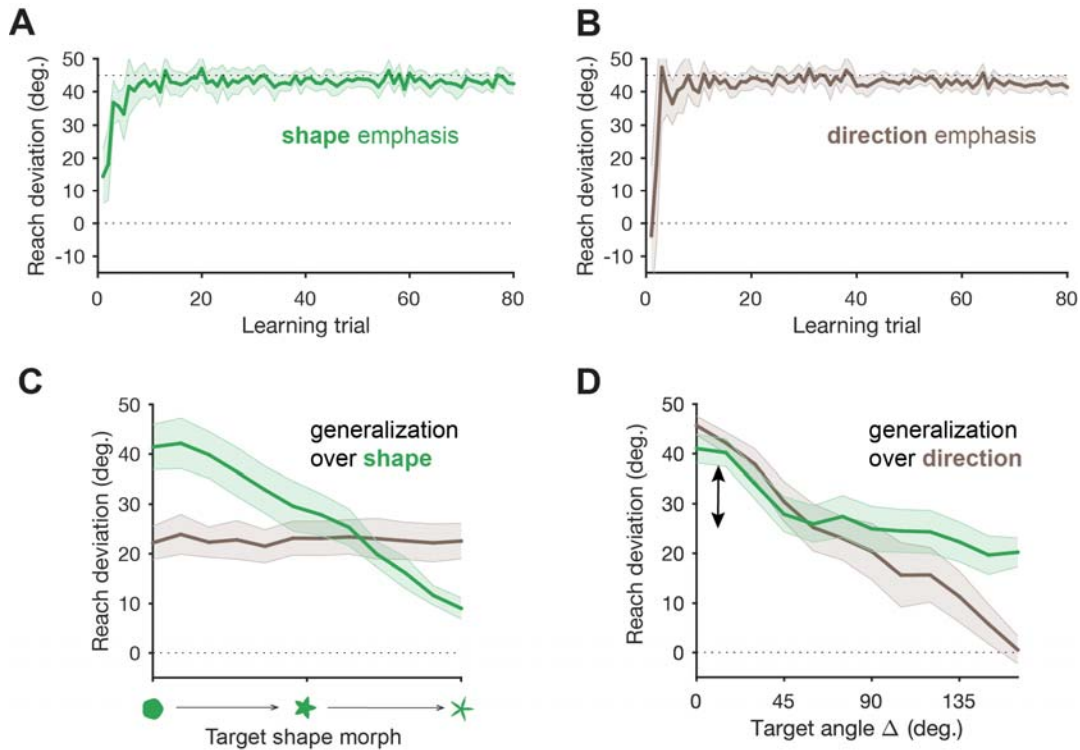 A
Reach deviation (deg.)
50
40
30
20
10
0
-10
shape emphasis
0
20
40
60
80
Learning trial
B
Reach deviation (deg.)
50
40
30
20
10
0
-10
direction emphasis
0
20
40
60
80
Learning trial
C
Reach deviation (deg.)
50
40
30
20
10
0
generalization
over shape
Target shape morph
D
Reach deviation (deg.)
50
40
30
20
10
0
generalization
over direction
0
45
90
135
Target angle Δ (deg.)